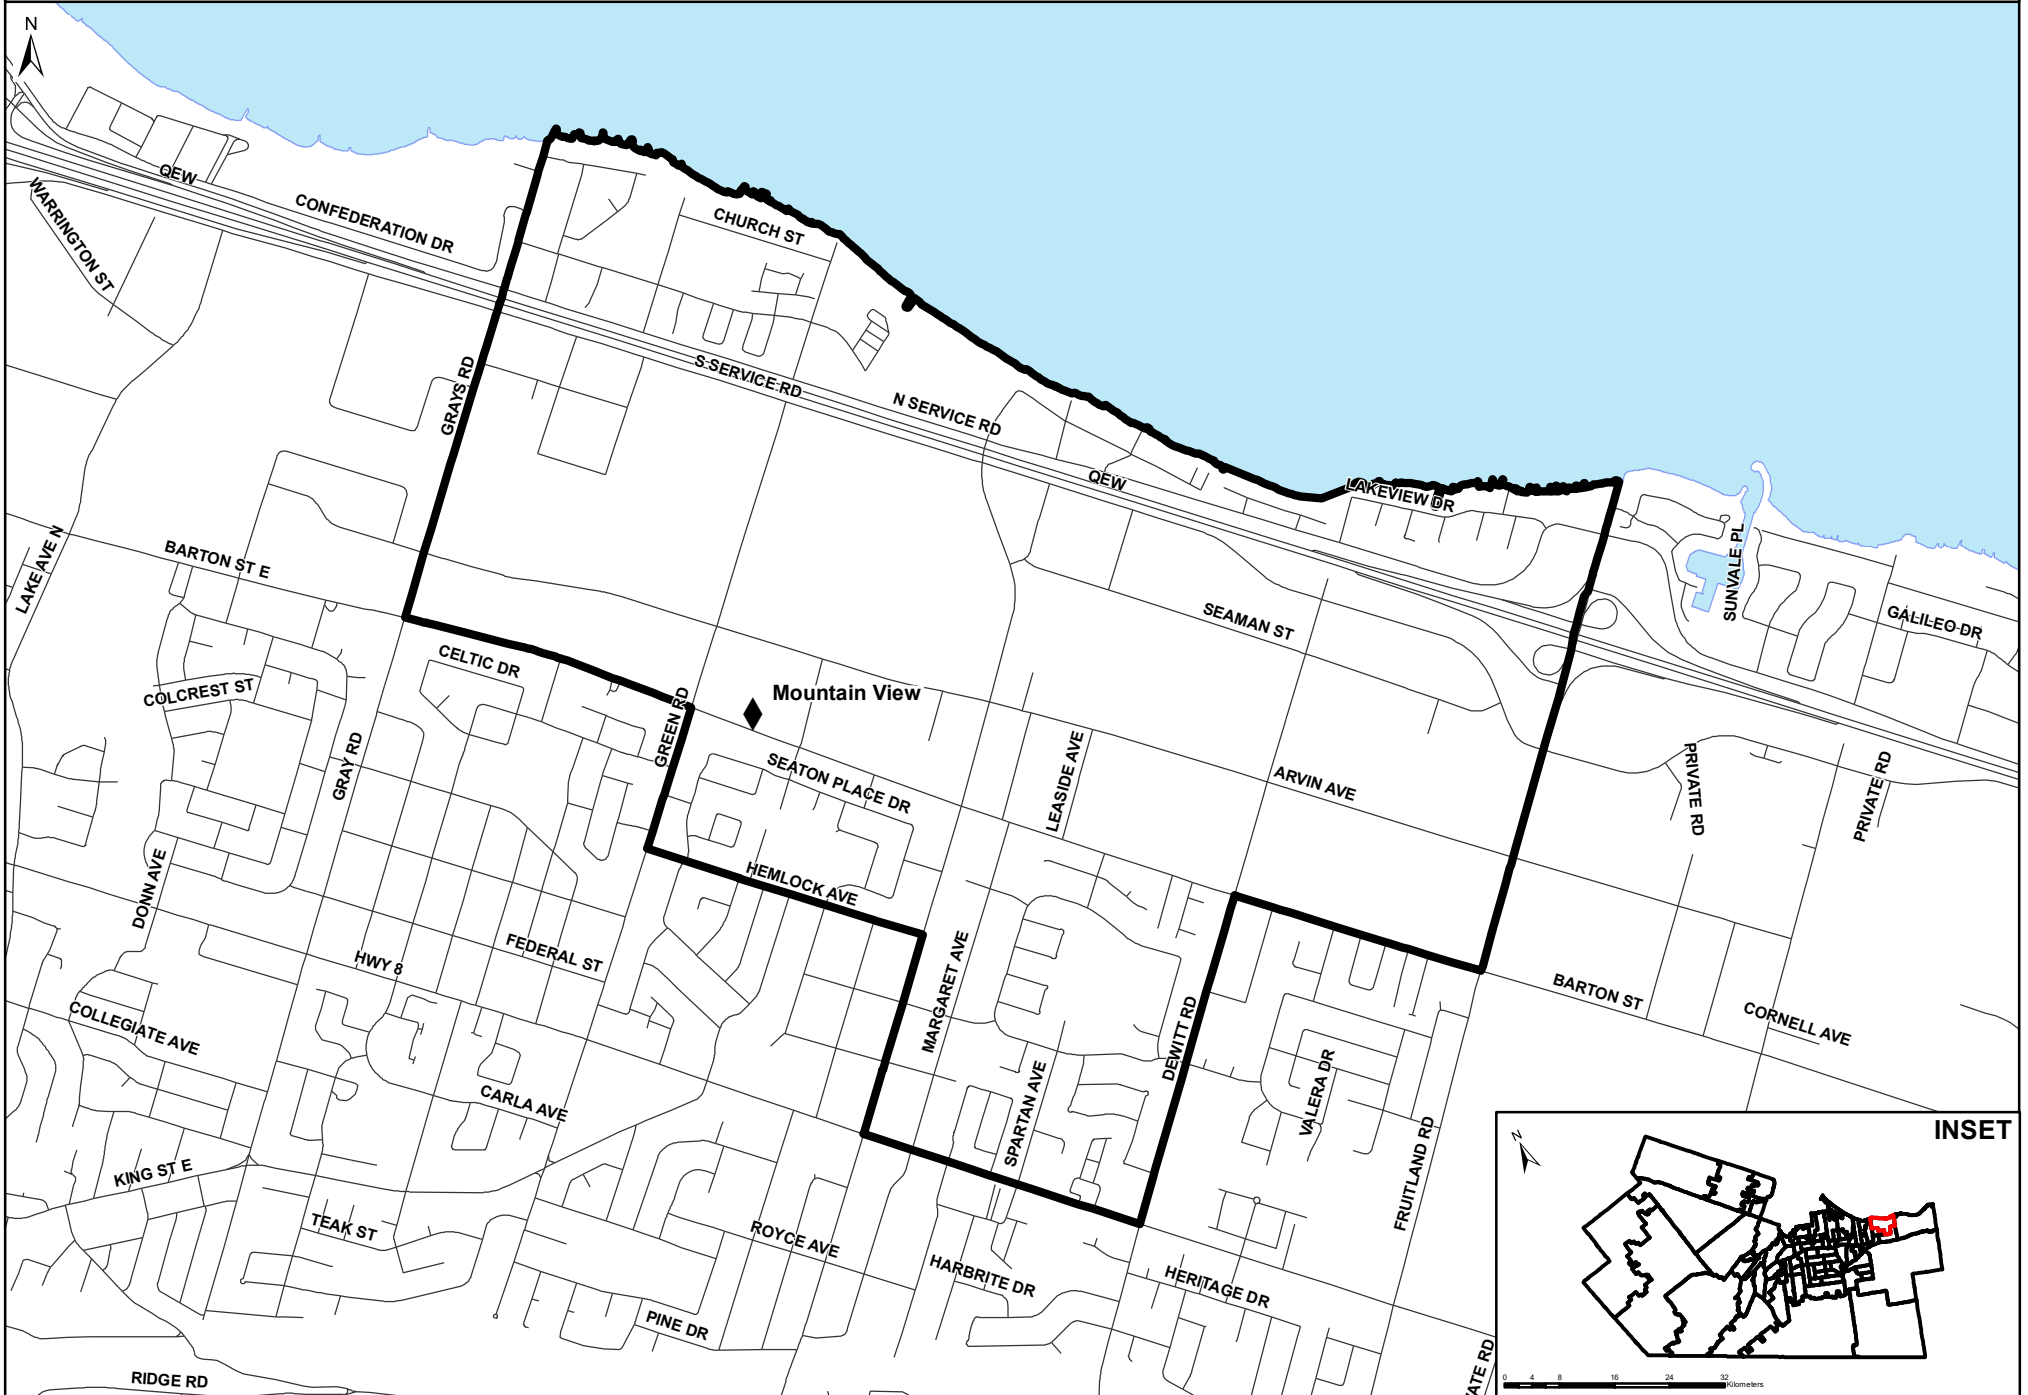 N
QEW
CONFEDERATION DR
WARRINGTON ST
CHURCH ST
GRAYS RD
S SERVICE RD
N SERVICE RD
QEW
LAKEVIEW DR
LAKE AVE N
BARTON ST E
SUNVALE PL
GALILEO DR
SEAMAN ST
CELTIC DR
COLCREST ST
GREEN RD
Mountain View
GRAY RD
SEATON PLACE DR
LEASIDE AVE
ARVIN AVE
PRIVATE RD
PRIVATE RD
DONN AVE
HEMLOCK AVE
FEDERAL ST
HWY 8
MARGARET AVE
BARTON ST
CORNELL AVE
COLLEGIATE AVE
DEWITT RD
CARLA AVE
SPARTAN AVE
VALERA DR
FRUITLAND RD
KING ST E
TEAK ST
ROYCE AVE
HARBRITE DR
HERITAGE DR
PINE DR
RIDGE RD
ATE RD
INSET
N
0 4 8 16 24 32
Kilometers